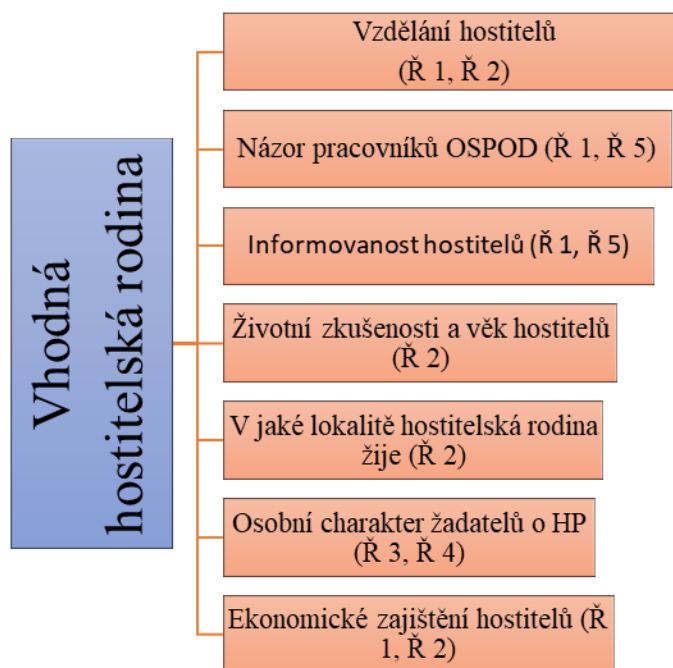 Vhodná
hostitelská rodina
Vzdělání hostitelů
(Ř 1, Ř 2)
Názor pracovníků OSPOD (Ř 1, Ř 5)
Informovanost hostitelů (Ř 1, Ř 5)
Životní zkušenosti a věk hostitelů
(Ř 2)
V jaké lokalitě hostitelská rodina
žije (Ř 2)
Osobní charakter žadatelů o HP
(Ř 3, Ř 4)
Ekonomické zajištění hostitelů (Ř
1, Ř 2)